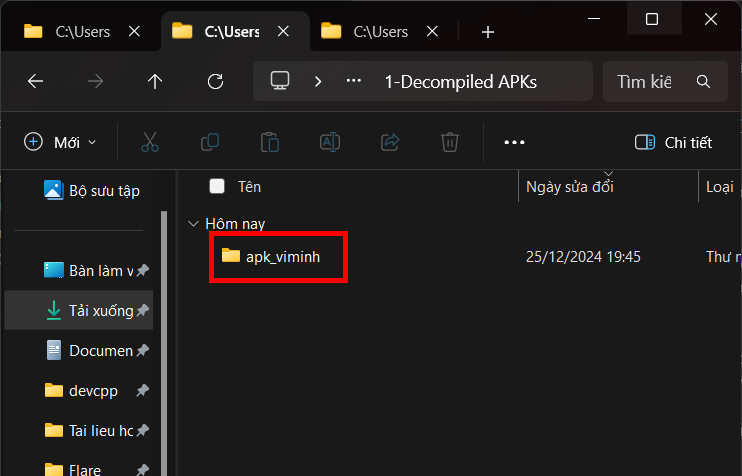 C:\Users C:\Users C:\Users
1-Decompiled APKs Tìm kiế
Mới Chi tiết
Bộ sưu tập Tên Ngày sửa đổi Loại
Hôm nay
apk_viminh 25/12/2024 19:45 Thư m
Bàn làm v
Tải xuống
Documen
devcpp
Tai lieu hc
Flare